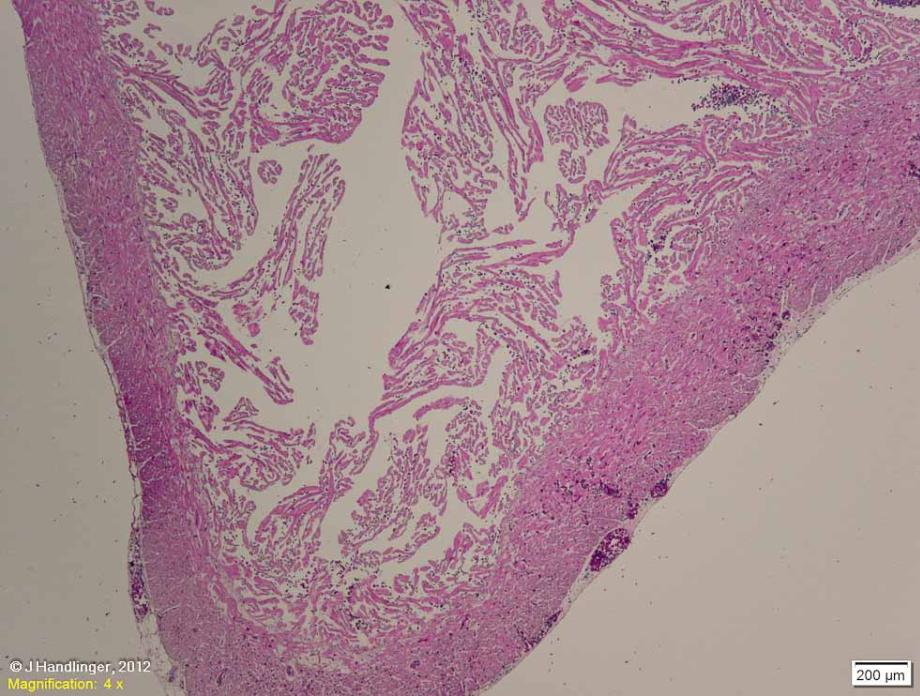 © J Handlinger, 2012
Magnification: 4 x
200 µm